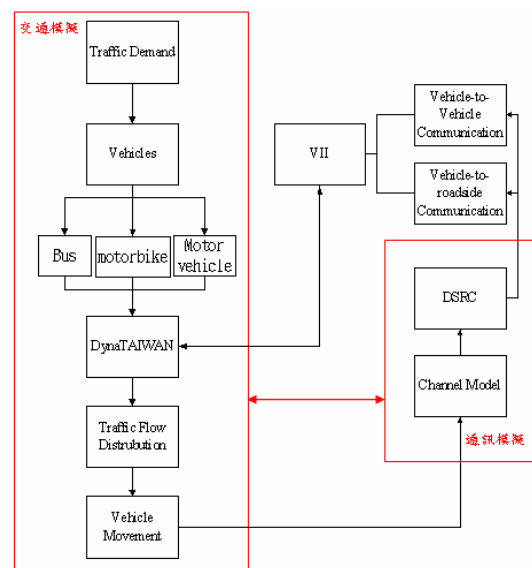 交通模擬
Traffic Demand
Vehicles
Bus
motorbike
Motor
vehicle
DynaTAIWAN
Traffic Flow
Distrubution
Vehicle
Movement
VII
Vehicle-to-
Vehicle
Communication
Vehicle-to-
roadside
Communication
DSRC
Channel Model
通訊模擬